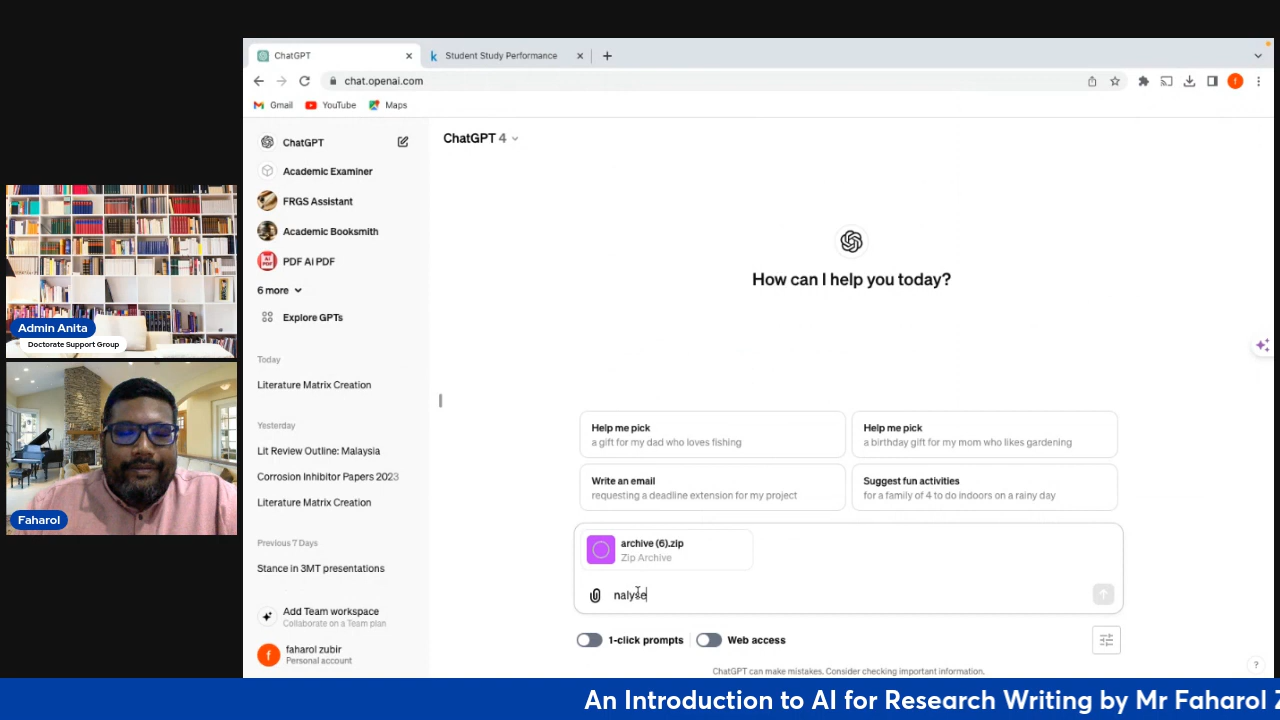 ChatGPT
Student Study Performance
chat.openai.com
Gmail
YouTube
Maps
ChatGPT
Academic Examiner
FRGS Assistant
Academic Booksmith
PDF Ai PDF
6 more
Explore GPTs
Today
Literature Matrix Creation
Yesterday
Lit Review Outline: Malaysia
Corrosion Inhibitor Papers 2023
Literature Matrix Creation
Previous 7 Days
Stance in 3MT presentations
Add Team workspace
Collaborate on a Team plan
faharol zubir
Personal account
ChatGPT 4
How can I help you today?
Help me pick
a gift for my dad who loves fishing
Help me pick
a birthday gift for my mom who likes gardening
Write an email
requesting a deadline extension for my project
Suggest fun activities
for a family of 4 to do indoors on a rainy day
archive (6).zip
Zip Archive
nalyse
1-click prompts
Web access
ChatGPT can make mistakes. Consider checking important information.
?
Admin Anita
Doctorate Support Group
Faharol
An Introduction to AI for Research Writing by Mr Faharol